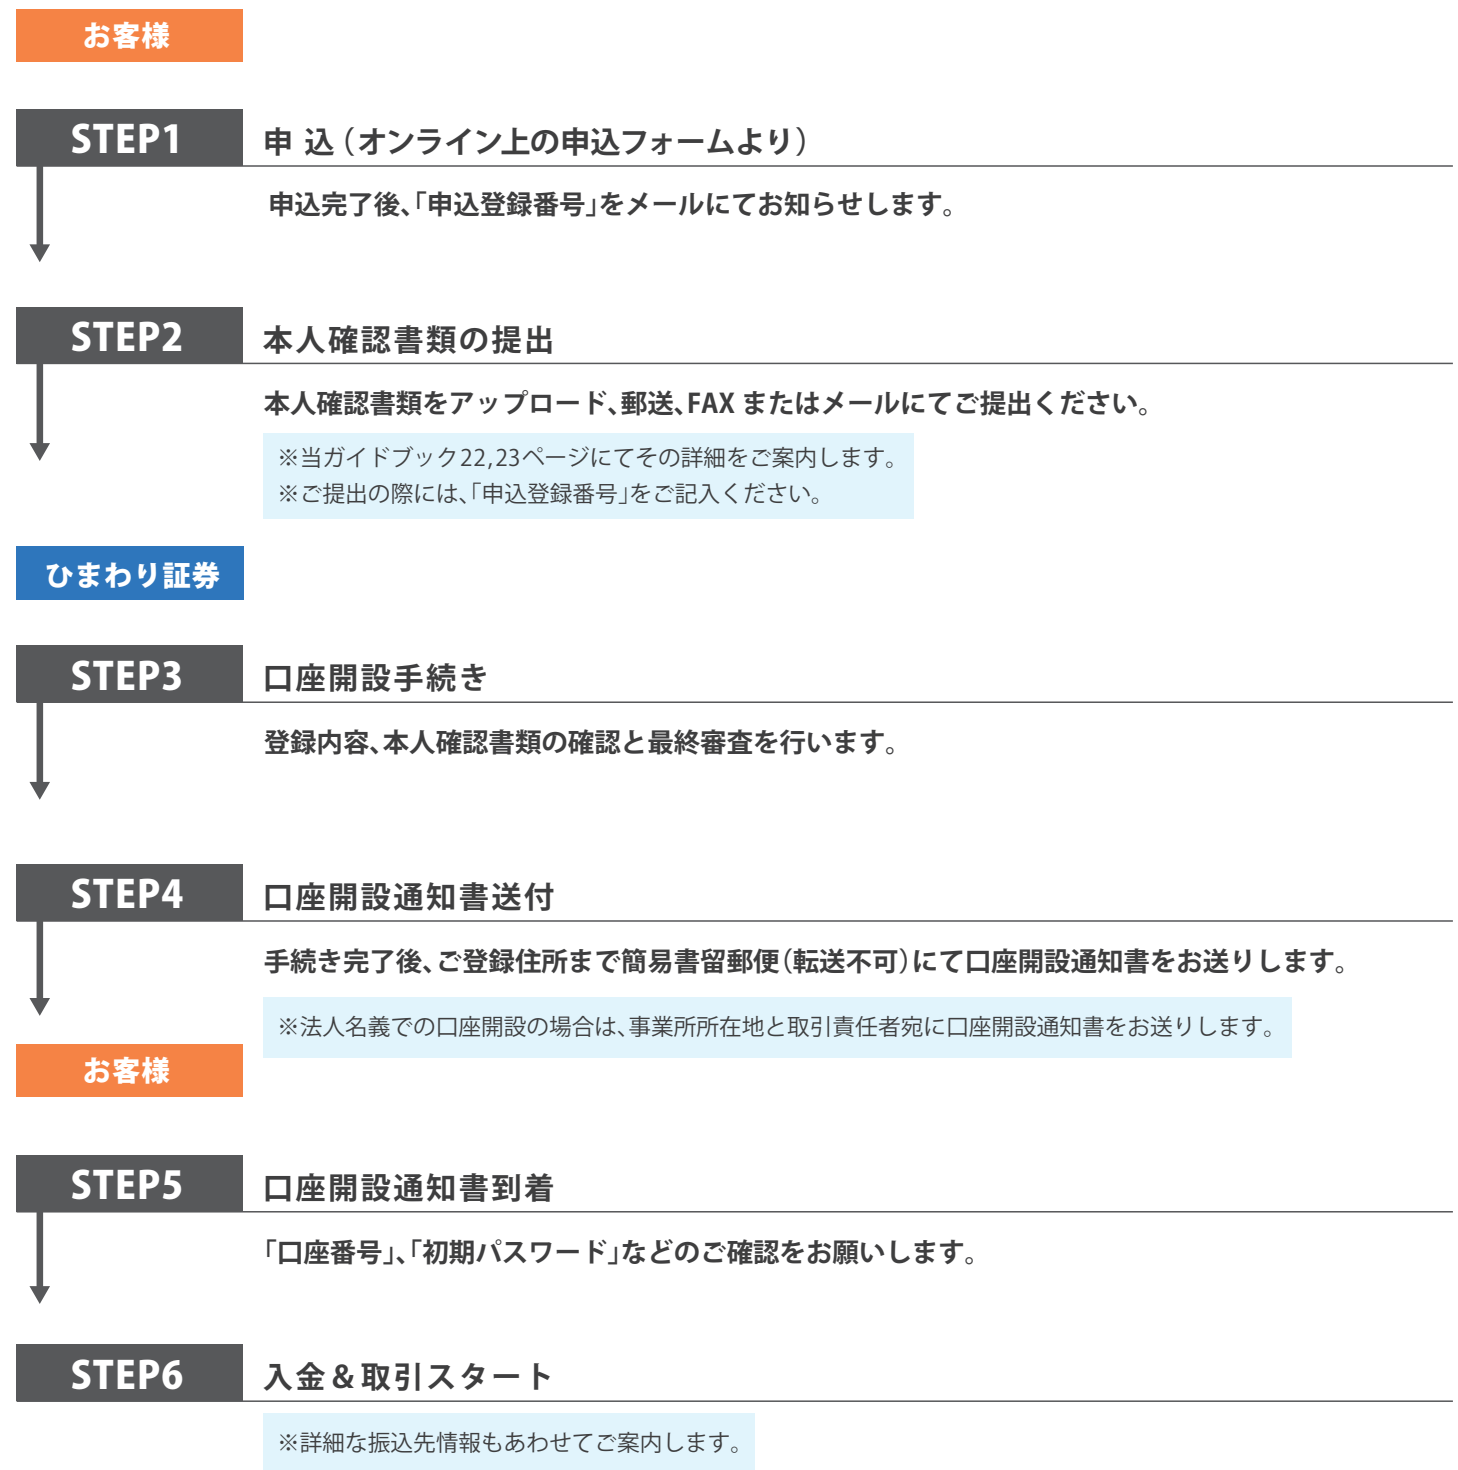 お客様
STEP1
申 込（オンライン上の申込フォームより）
申込完了後、「申込登録番号」をメールにてお知らせします。
STEP2
本人確認書類の提出
本人確認書類をアップロード、郵送、FAX またはメールにてご提出ください。
※当ガイドブック22,23ページにてその詳細をご案内します。
※ご提出の際には、「申込登録番号」をご記入ください。
ひまわり証券
STEP3
口座開設手続き
登録内容、本人確認書類の確認と最終審査を行います。
STEP4
口座開設通知書送付
手続き完了後、ご登録住所まで簡易書留郵便（転送不可）にて口座開設通知書をお送りします。
※法人名義での口座開設の場合は、事業所所在地と取引責任者宛に口座開設通知書をお送りします。
お客様
STEP5
口座開設通知書到着
「口座番号」、「初期パスワード」などのご確認をお願いします。
STEP6
入金＆取引スタート
※詳細な振込先情報もあわせてご案内します。